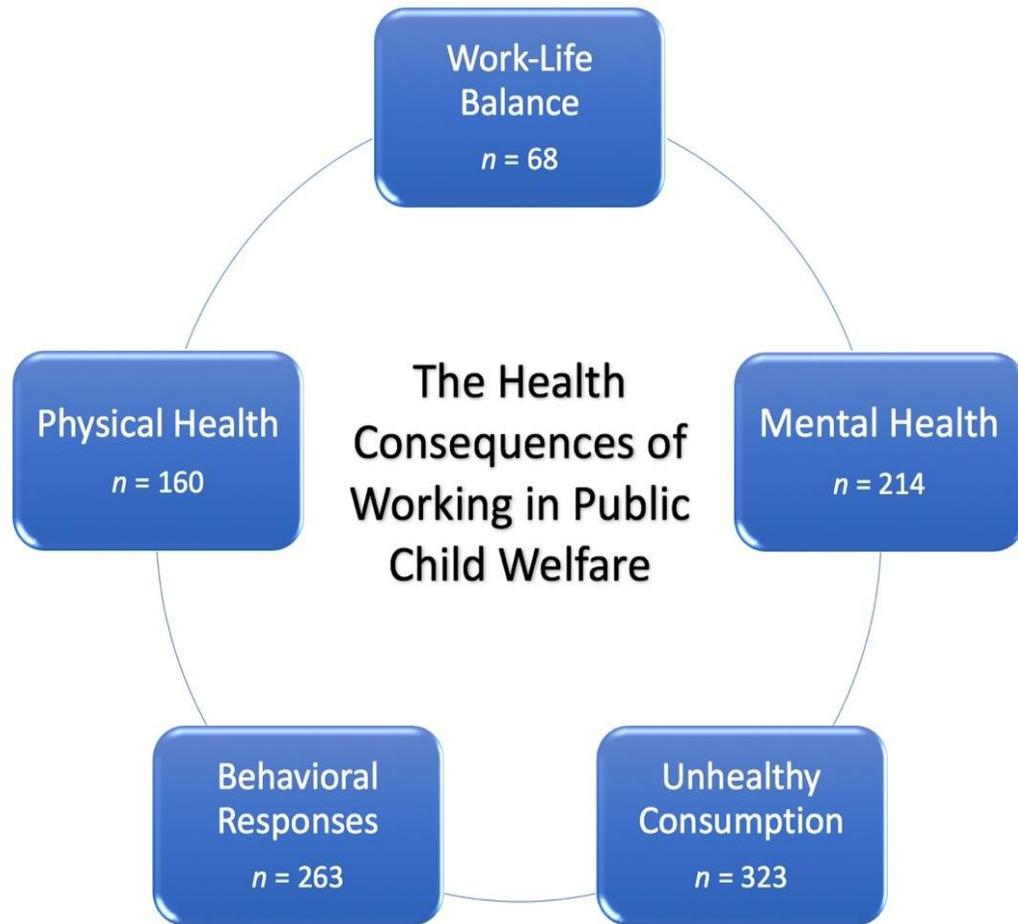 Work-Life
Balance
n = 68
Physical Health
n = 160
The Health
Consequences of
Working in Public
Child Welfare
Mental Health
n = 214
Behavioral
Responses
n = 263
Unhealthy
Consumption
n = 323